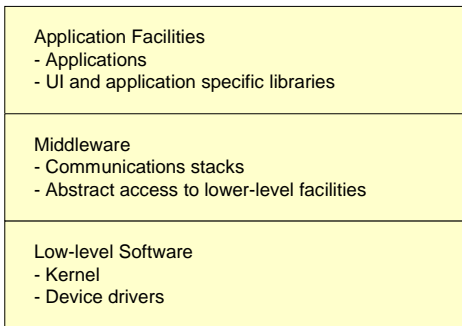 Application Facilities
- Applications
- UI and application specific libraries
Middleware
- Communications stacks
- Abstract access to lower-level facilities
Low-level Software
- Kernel
- Device drivers